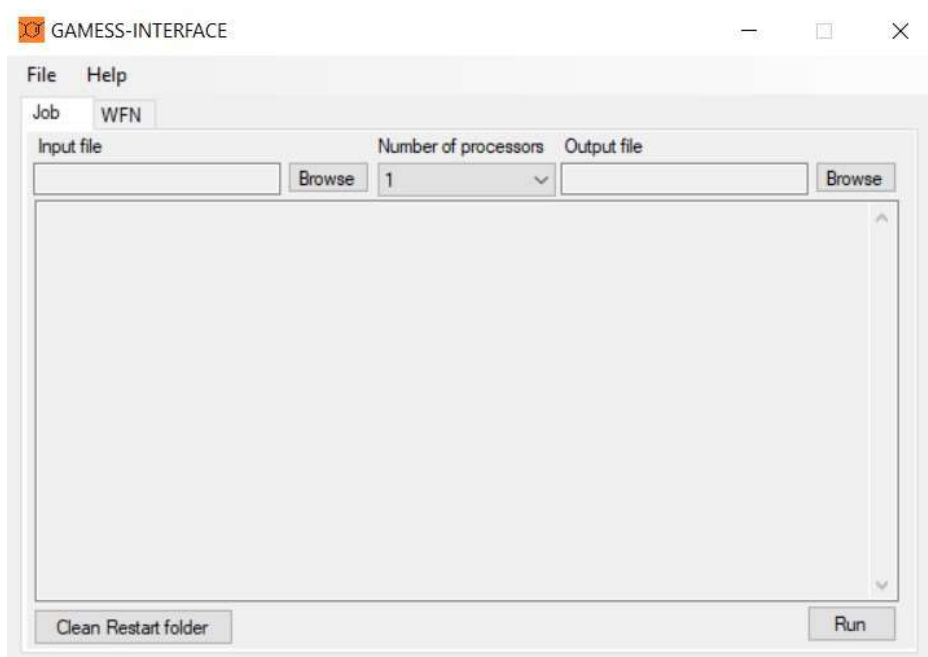 GAMESS-INTERFACE
File Help
Job WFN
Input file Number of processors Output file
Browse 1 Browse
Clean Restart folder Run